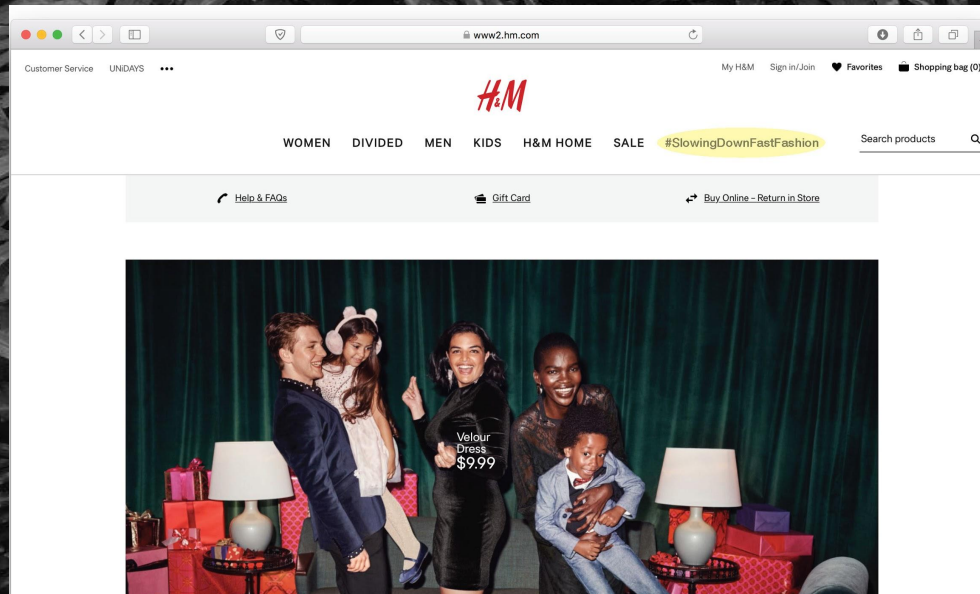 www2.hm.com
Customer Service UNiDAYS •••
My H&M Sign in/Join Favorites Shopping bag (0)
H&M
WOMEN DIVIDED MEN KIDS H&M HOME SALE #SlowingDownFastFashion
Search products
Help & FAQs Gift Card Buy Online – Return in Store
Velour
Dress
$9.99